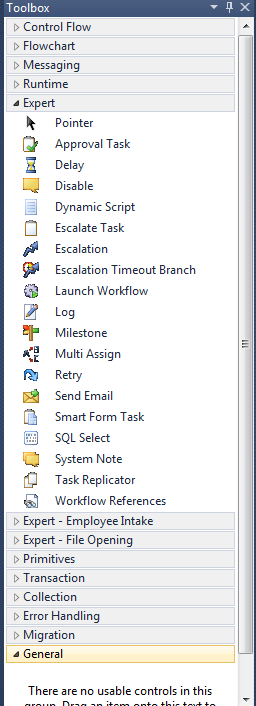 Toolbox
Control Flow
Flowchart
Messaging
Runtime
Expert
Pointer
Approval Task
Delay
Disable
Dynamic Script
Escalate Task
Escalation
Escalation Timeout Branch
Launch Workflow
Log
Milestone
Multi Assign
Retry
Send Email
Smart Form Task
SQL Select
System Note
Task Replicator
Workflow References
Expert - Employee Intake
Expert - File Opening
Primitives
Transaction
Collection
Error Handling
Migration
General
There are no usable controls in this
group. Drag an item onto this text to